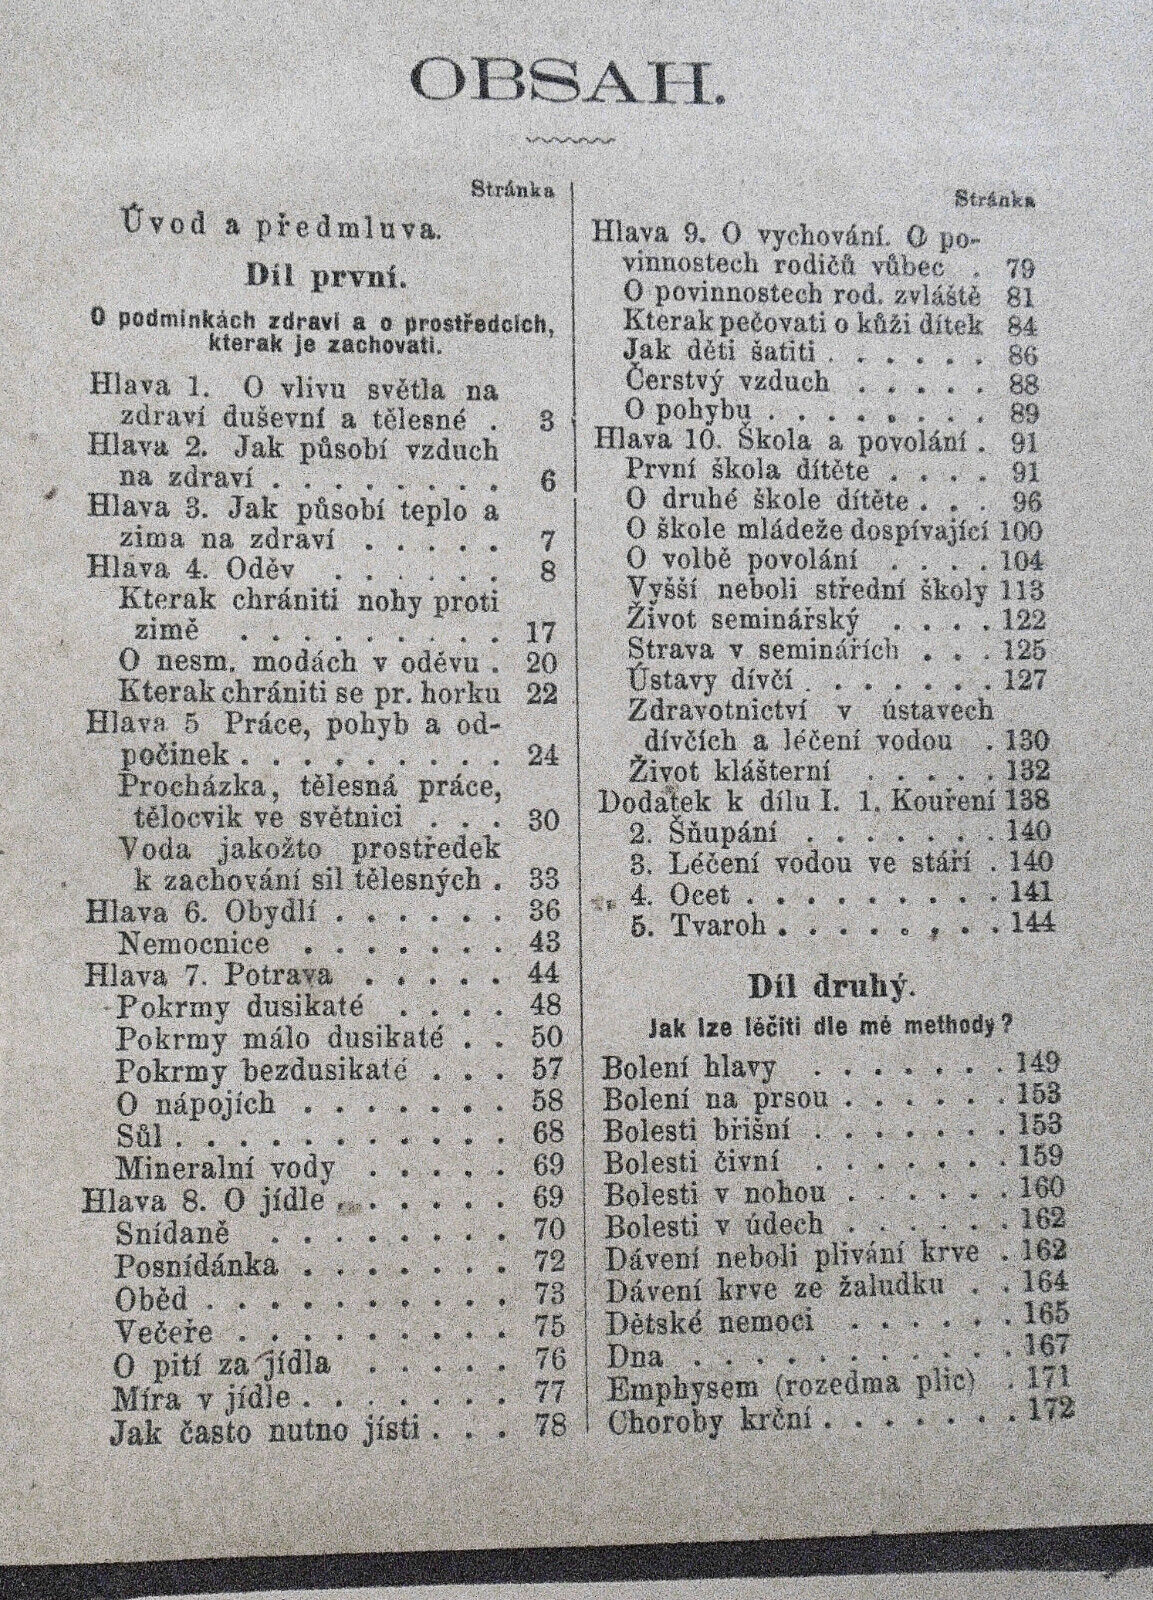 OBSAH.
Stránka
Úvod a předmluva.
Díl první.
O podmínkách zdraví a o prostředcích,
kterak je zachovati.
Hlava 1. O vlivu světla na
zdraví duševní a tělesné . 3
Hlava 2. Jak působí vzduch
na zdraví . . . . . . . . 6
Hlava 3. Jak působí teplo a
zima na zdraví . . . . . 7
Hlava 4. Oděv . . . . . . 8
Kterak chrániti nohy proti
zimě . . . . . . . . . 17
O nesm. modách v oděvu . 20
Kterak chrániti se pr. horku 22
Hlava 5 Práce, pohyb a od-
počinek . . . . . . . . . 24
Procházka, tělesná práce,
tělocvik ve světnici . . . 30
Voda jakožto prostředek
k zachování sil tělesných . 33
Hlava 6. Obydlí . . . . . . 36
Nemocnice . . . . . . . 43
Hlava 7. Potrava . . . . . 44
Pokrmy dusikaté . . . . 48
Pokrmy málo dusikaté . . 50
Pokrmy bezdusikaté . . . 57
O nápojích . . . . . . . 58
Sůl . . . . . . . . . . . 68
Mineralní vody . . . . . 69
Hlava 8. O jídle . . . . . . 69
Snídaně . . . . . . . . 70
Posnídánka . . . . . . . 72
Oběd . . . . . . . . . . 73
Večeře . . . . . . . . . 75
O pití za jídla . . . . . 76
Míra v jídle . . . . . . . 77
Jak často nutno jísti . . . 78
Stránka
Hlava 9. O vychování. O po-
vinnostech rodičů vůbec . 79
O povinnostech rod. zvláště 81
Kterak pečovati o kůži dítek 84
Jak děti šatiti . . . . . . 86
Čerstvý vzduch . . . . . 88
O pohybu . . . . . . . . 89
Hlava 10. Škola a povolání . 91
První škola dítěte . . . . 91
O druhé škole dítěte . . . 96
O škole mládeže dospívající 100
O volbě povolání . . . . 104
Vyšší neboli střední školy 113
Život seminářský . . . . 122
Strava v seminářích . . . 125
Ústavy dívčí . . . . . . . 127
Zdravotnictví v ústavech
dívčích a léčení vodou . 130
Život klášterní . . . . . 132
Dodatek k dílu I. 1. Kouření 138
2. Šňupání . . . . . . . 140
3. Léčení vodou ve stáří . 140
4. Ocet . . . . . . . . . 141
5. Tvaroh . . . . . . . . 144
Díl druhý.
Jak lze léčiti dle mé methody?
Bolení hlavy . . . . . . . 149
Bolení na prsou . . . . . . 153
Bolesti břišní . . . . . . . 153
Bolesti čivní . . . . . . . 159
Bolesti v nohou . . . . . . 160
Bolesti v údech . . . . . . 162
Dávení neboli plivání krve . 162
Dávení krve ze žaludku . . 164
Dětské nemoci . . . . . . 165
Dna . . . . . . . . . . . 167
Emphysem (rozedma plic) . 171
Choroby krční . . . . . . . 172